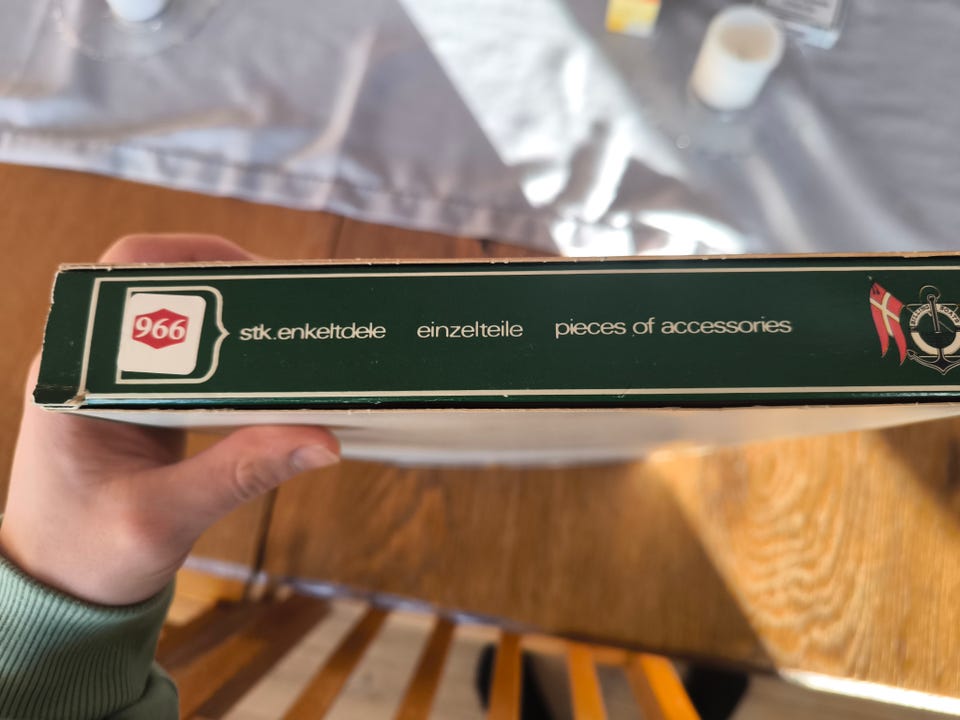 966 stk.enkeltdele einzelteile pieces of accessories